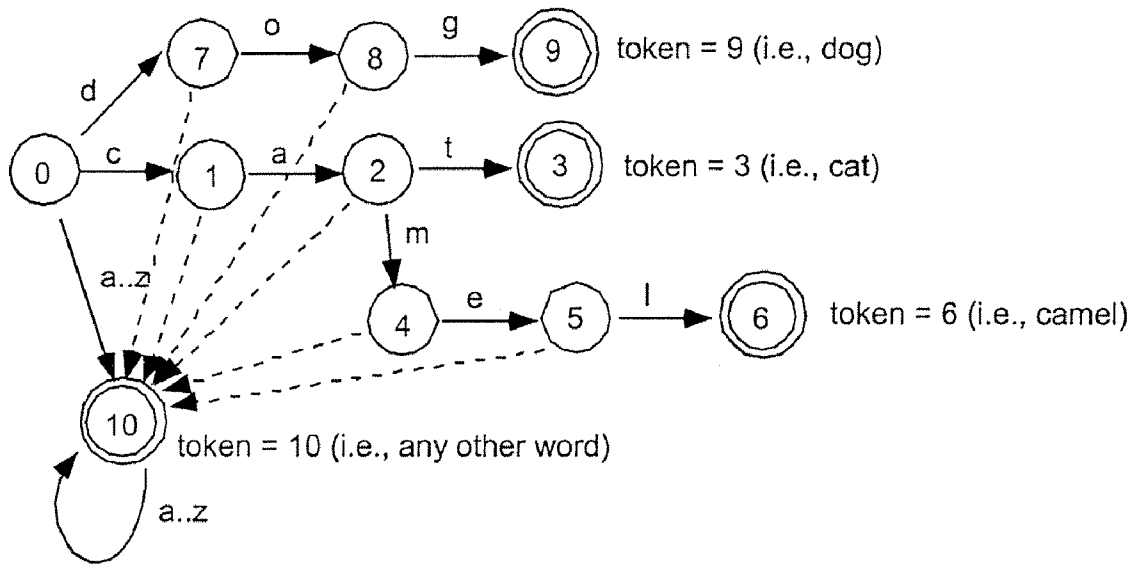 d
o
g
7
8
9
token = 9 (i.e., dog)
0
c
1
a
2
t
3
token = 3 (i.e., cat)
m
a..z
4
e
5
l
6
token = 6 (i.e., camel)
10
token = 10 (i.e., any other word)
a..z